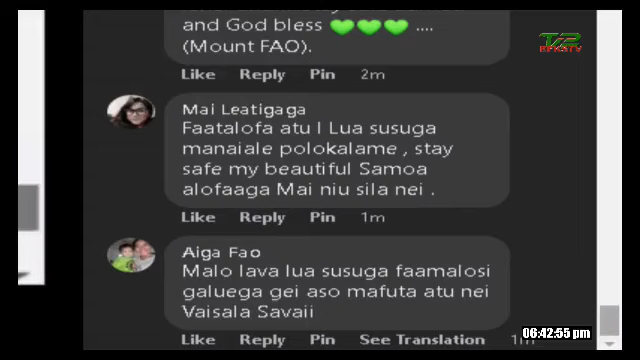 and God bless 💚💚💚 ....
(Mount FAO).
Like Reply Pin 2m
Mai Leatigaga
Faatalofa atu l Lua susuga
manaiale polokalame , stay
safe my beautiful Samoa
alofaaga Mai niu sila nei .
Like Reply Pin 1m
Aiga Fao
Malo lava lua susuga faamalosi
galuega gei aso mafuta atu nei
Vaisala Savaii
Like Reply Pin See Translation 1m
06:42:55 pm